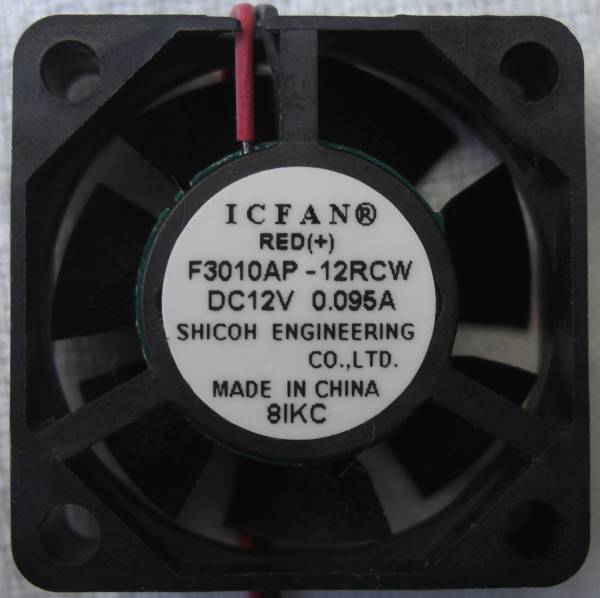 ICFAN®
RED(+)
F3010AP -12RCW
DC12V 0.095A
SHICOH ENGINEERING
CO.,LTD.
MADE IN CHINA
8IKC